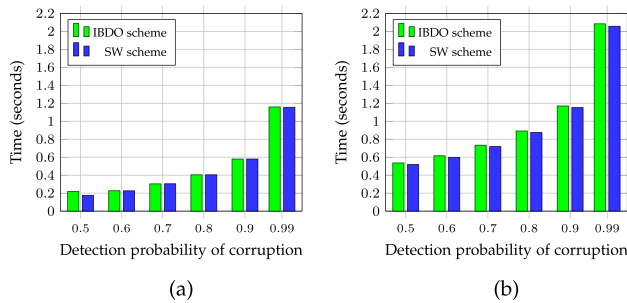 2.2
2
1.8
1.6
1.4
1.2
1
0.8
0.6
0.4
0.2
0
Time (seconds)
IBDO scheme
SW scheme
0.5 0.6 0.7 0.8 0.9 0.99
Detection probability of corruption
(a)
2.2
2
1.8
1.6
1.4
1.2
1
0.8
0.6
0.4
0.2
0
Time (seconds)
IBDO scheme
SW scheme
0.5 0.6 0.7 0.8 0.9 0.99
Detection probability of corruption
(b)